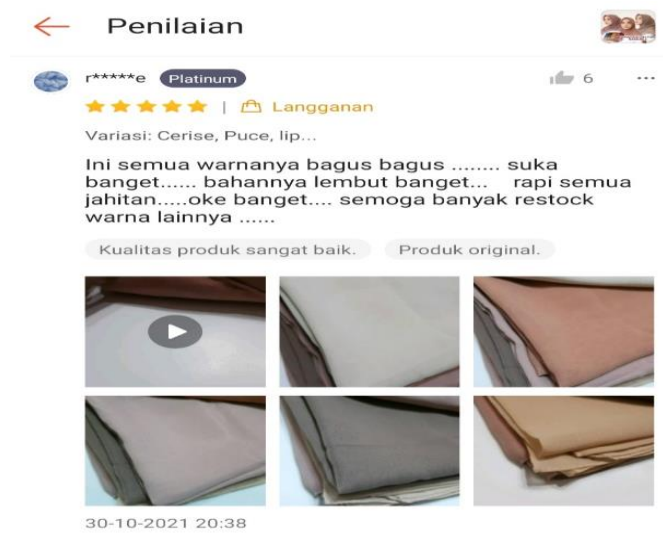 Penilaian
r*****e Platinum 6 ...
| Langganan
Variasi: Cerise, Puce, lip...
Ini semua warnanya bagus bagus ........ suka
banget...... bahannya lembut banget... rapi semua
jahitan.....oke banget.... semoga banyak restock
warna lainnya ......
Kualitas produk sangat baik. Produk original.
30-10-2021 20:38